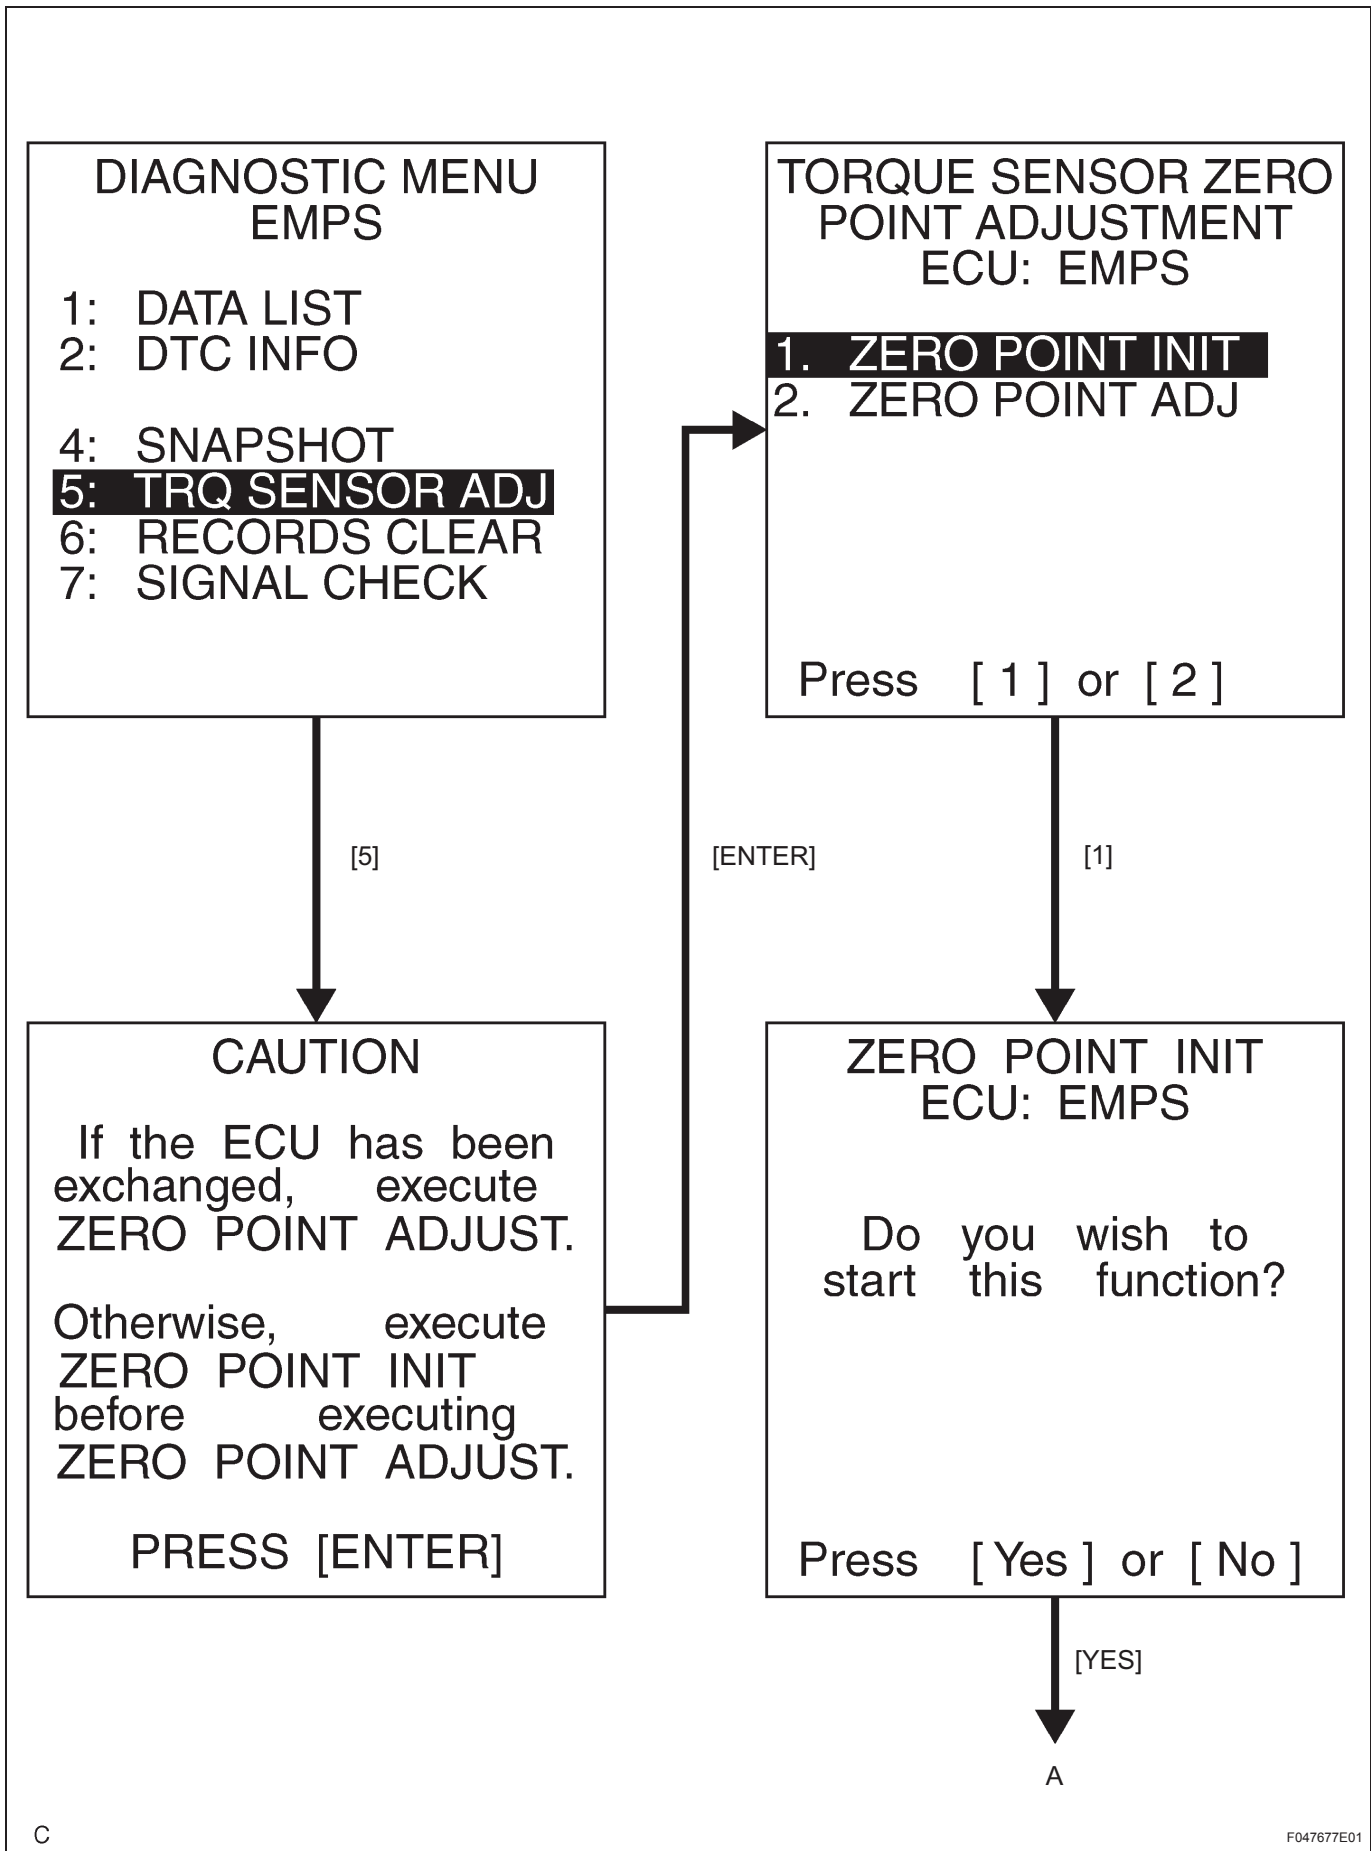 DIAGNOSTIC MENU
EMPS
1: DATA LIST
2: DTC INFO
4: SNAPSHOT
5: TRQ SENSOR ADJ
6: RECORDS CLEAR
7: SIGNAL CHECK
[5]
CAUTION
If the ECU has been
exchanged, execute
ZERO POINT ADJUST.
Otherwise, execute
ZERO POINT INIT
before executing
ZERO POINT ADJUST.
PRESS [ENTER]
[ENTER]
TORQUE SENSOR ZERO
POINT ADJUSTMENT
ECU: EMPS
1. ZERO POINT INIT
2. ZERO POINT ADJ
Press [ 1 ] or [ 2 ]
[1]
ZERO POINT INIT
ECU: EMPS
Do you wish to
start this function?
Press [ Yes ] or [ No ]
[YES]
A
C
F047677E01